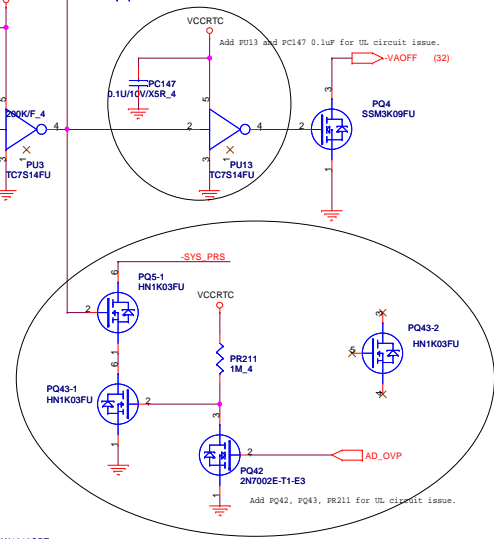 VCCRTC
Add PU13 and PC147 0.1uF for UL circuit issue.
-VAOFF (32)
3
PC147
0.1U/10V/X5R_4
PQ4
SSM3K09FU
5
200K/F_4
4
2
5
4
2
3
1
PU3
TC7S14FU
3
1
PU13
TC7S14FU
1
-SYS_PRS
6
PQ5-1
HN1K03FU
VCCRTC
2
3
PQ43-2
HN1K03FU
5
1
6
PR211
1M_4
4
PQ43-1
HN1K03FU
2
3
1
2
AD_OVP
PQ42
2N7002E-T1-E3
1
Add PQ42, PQ43, PR211 for UL circuit issue.